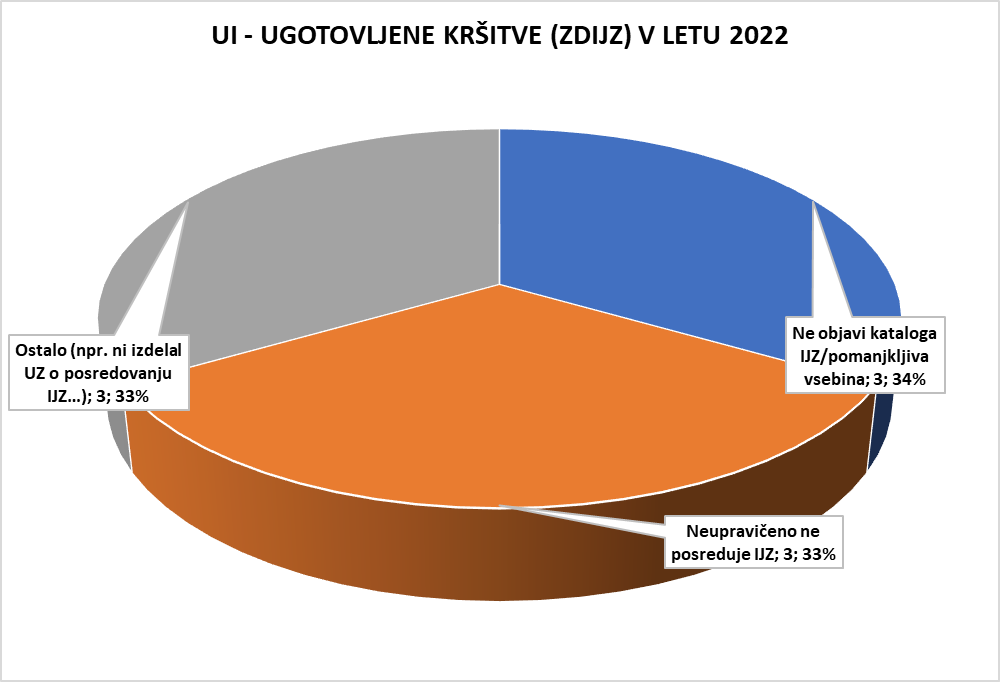 UI - UGOTOVLJENE KRŠITVE (ZDIJZ) V LETU 2022
Ne objavi kataloga
IJZ/pomanjkljiva
vsebina; 3; 34%
Ostalo (npr. ni izdelal
UZ o posredovanju
IJZ...); 3; 33%
Neupravičeno ne
posreduje IJZ; 3; 33%